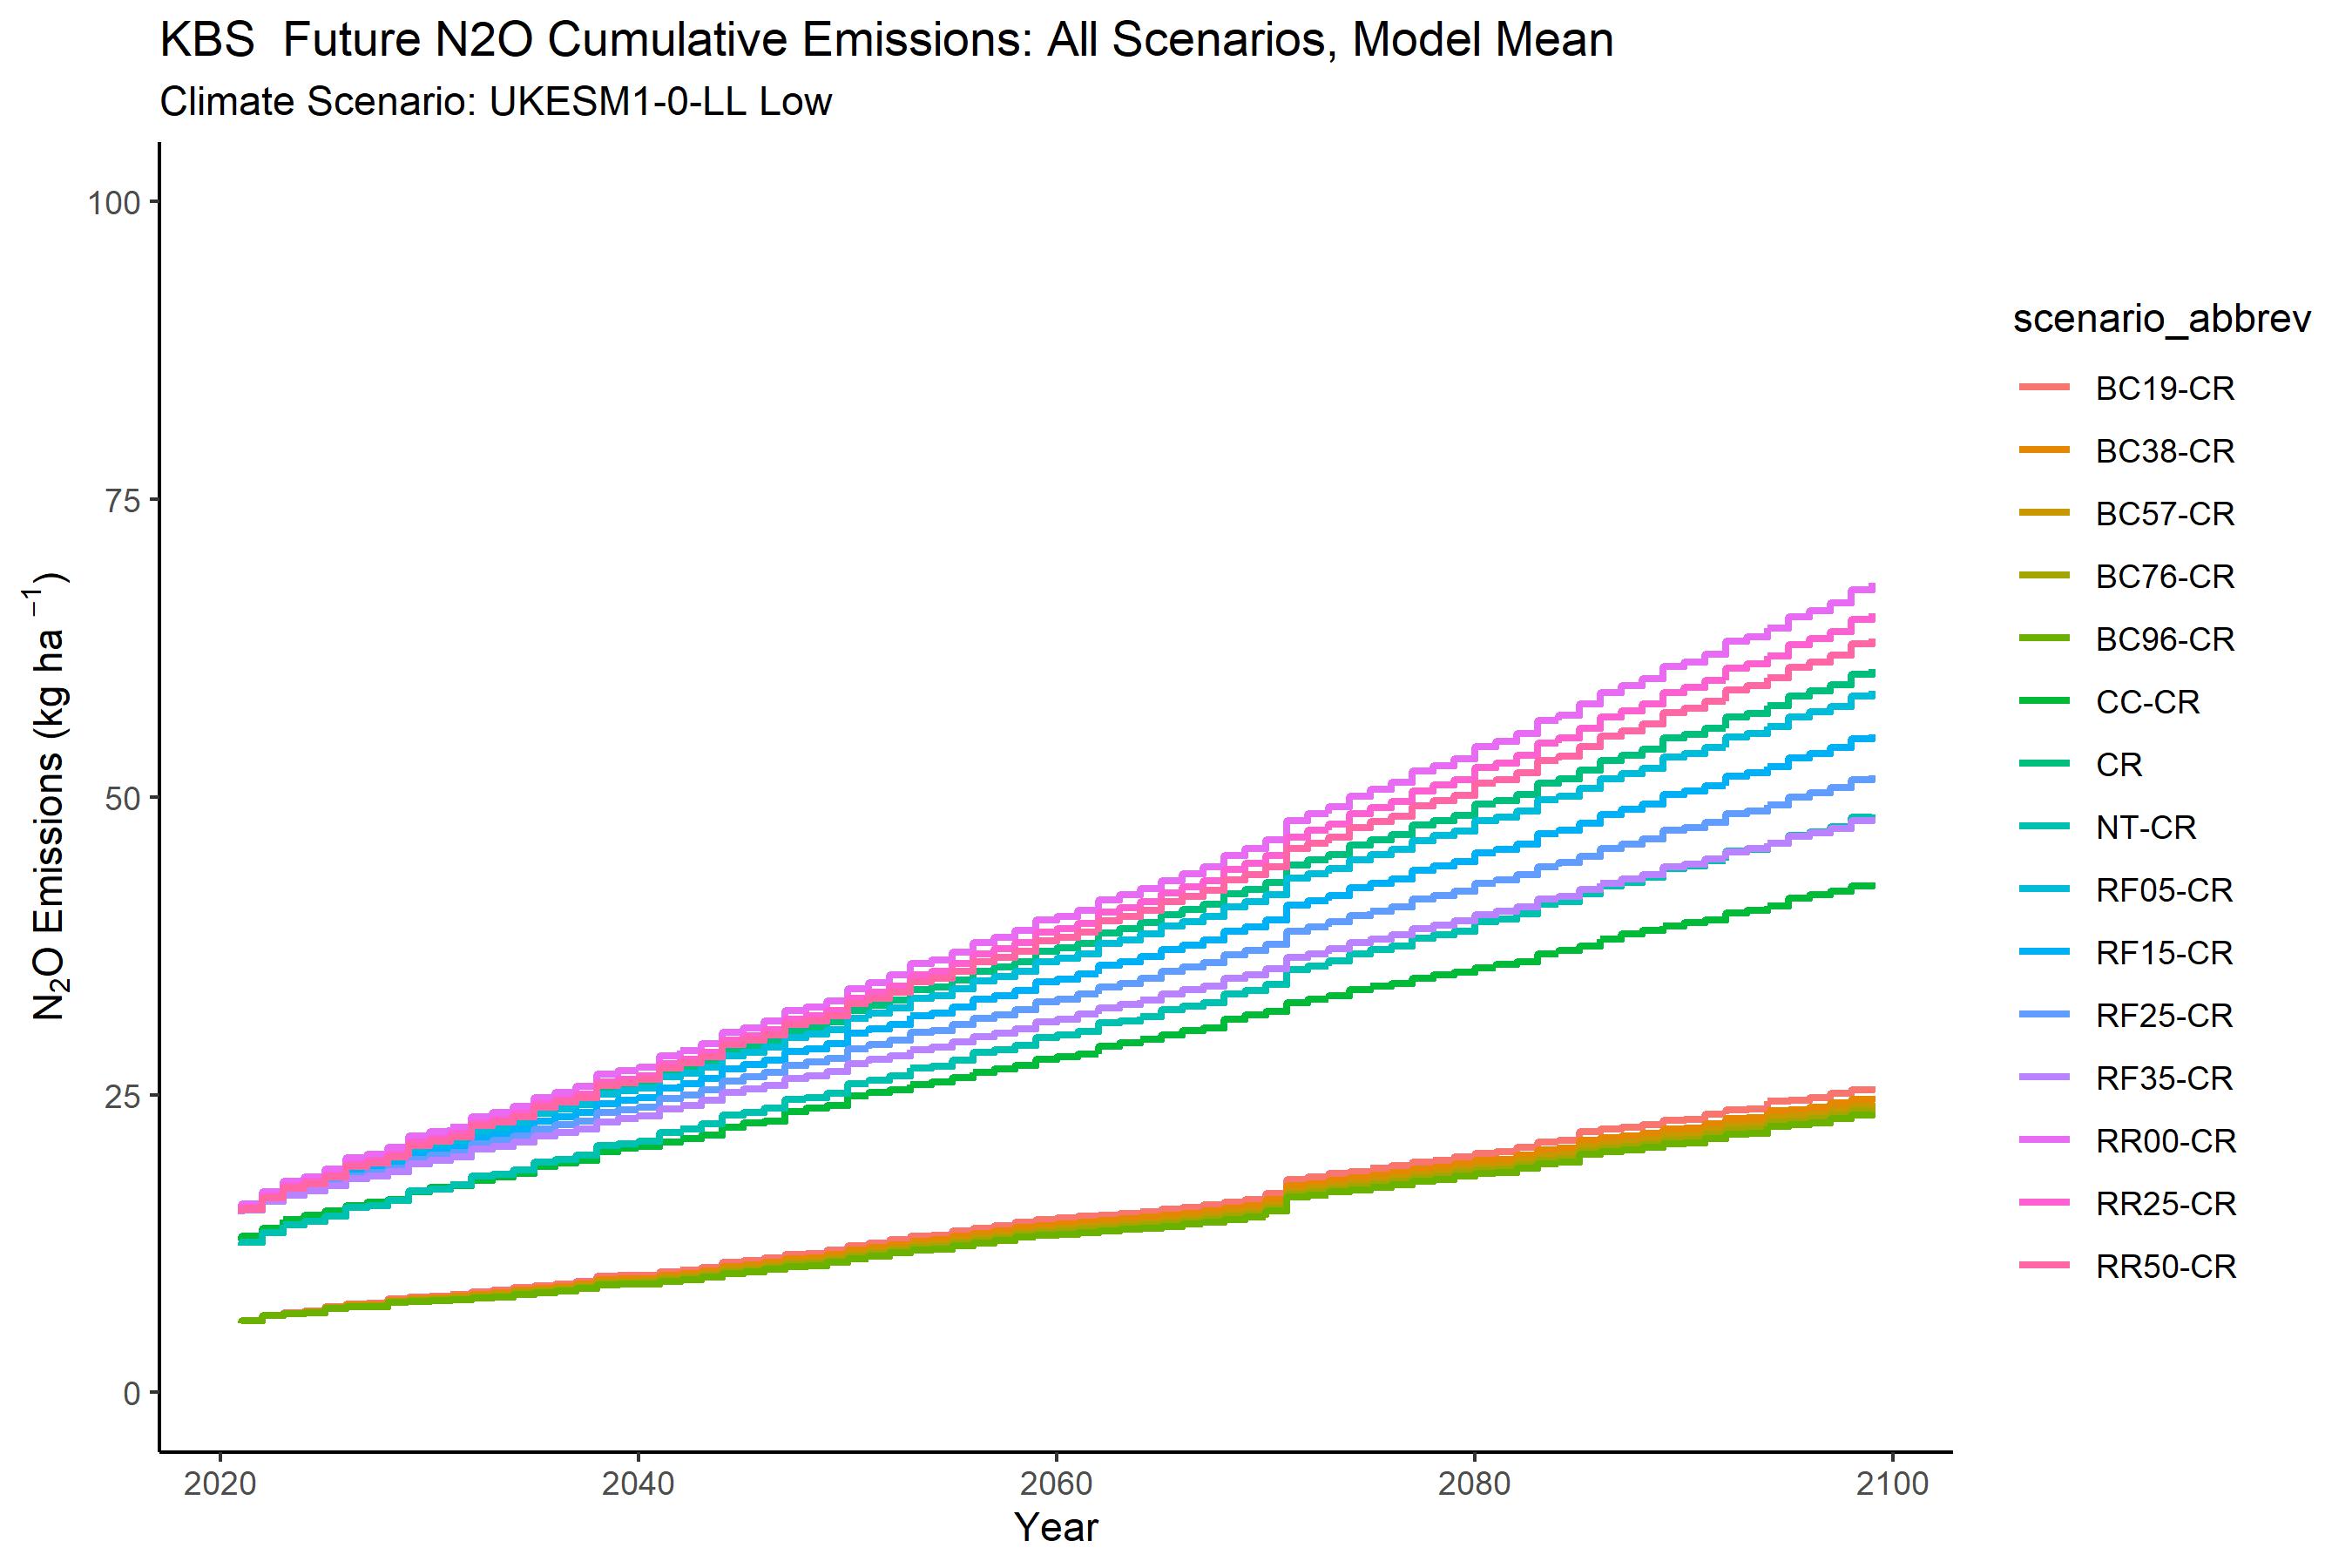 KBS  Future N2O Cumulative Emissions: All Scenarios, Model Mean
Climate Scenario: UKESM1-0-LL Low
100
75
50
25
0
N₂O Emissions (kg ha ⁻¹)
2020
2040
2060
2080
2100
Year
scenario_abbrev
BC19-CR
BC38-CR
BC57-CR
BC76-CR
BC96-CR
CC-CR
CR
NT-CR
RF05-CR
RF15-CR
RF25-CR
RF35-CR
RR00-CR
RR25-CR
RR50-CR